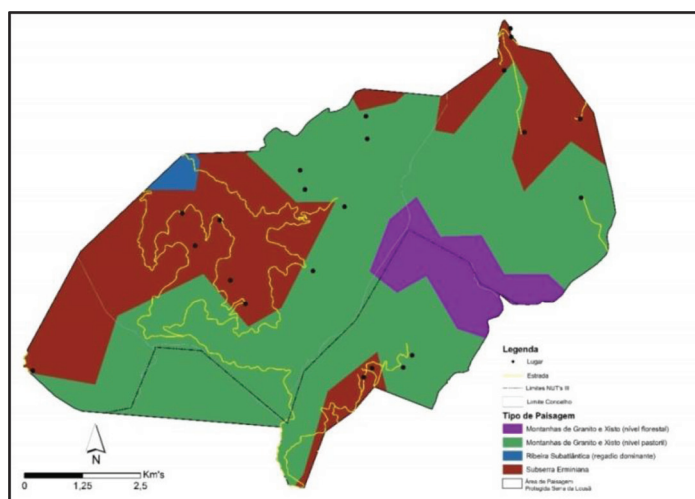 Legenda
Lugar
Estrada
Limites NUT's III
Limite Concelho
Tipo de Paisagem
Montanhas de Granito e Xisto (nível florestal)
Montanhas de Granito e Xisto (nível pastoril)
Ribeira Subatlântica (regadio dominante)
Subserra Erminiana
Área de Paisagem
Protegida Serra da Lousã
N
Km's
0 1,25 2,5